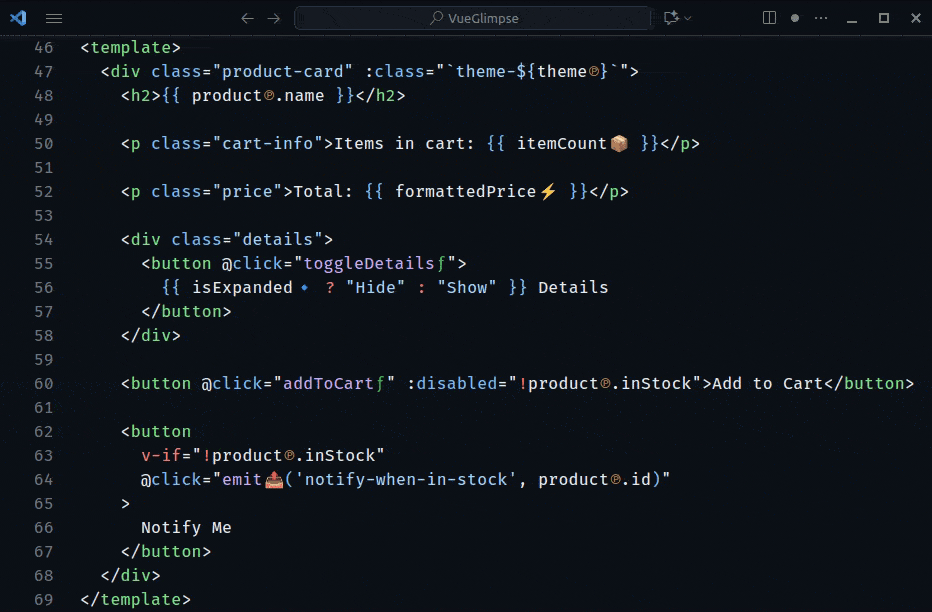 VueGlimpse
46 <template>
47   <div class="product-card" :class="`theme-${theme℗}`">
48     <h2>{{ product℗.name }}</h2>
49
50     <p class="cart-info">Items in cart: {{ itemCount📦 }}</p>
51
52     <p class="price">Total: {{ formattedPrice⚡ }}</p>
53
54     <div class="details">
55       <button @click="toggleDetailsƒ">
56         {{ isExpanded🔹 ? "Hide" : "Show" }} Details
57       </button>
58     </div>
59
60     <button @click="addToCartƒ" :disabled="!product℗.inStock">Add to Cart</button>
61
62     <button
63       v-if="!product℗.inStock"
64       @click="emit📤('notify-when-in-stock', product℗.id)"
65     >
66       Notify Me
67     </button>
68   </div>
69 </template>